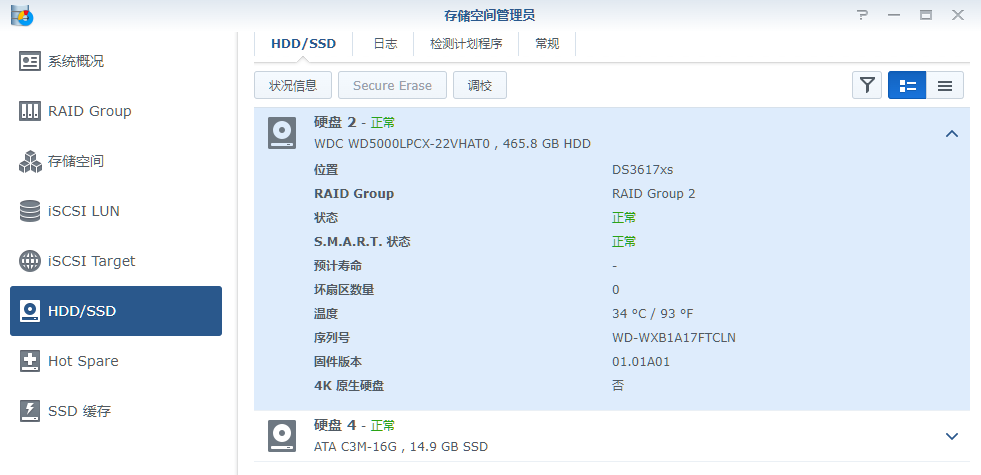 存储空间管理员
系统概况
RAID Group
存储空间
iSCSI LUN
iSCSI Target
HDD/SSD
Hot Spare
SSD 缓存
HDD/SSD 日志 检测计划程序 常规
状况信息 Secure Erase 调校
硬盘 2 - 正常
WDC WD5000LPCX-22VHAT0 , 465.8 GB HDD
位置 DS3617xs
RAID Group RAID Group 2
状态 正常
S.M.A.R.T. 状态 正常
预计寿命 -
坏扇区数量 0
温度 34 °C / 93 °F
序列号 WD-WXB1A17FTCLN
固件版本 01.01A01
4K 原生硬盘 否
硬盘 4 - 正常
ATA C3M-16G , 14.9 GB SSD